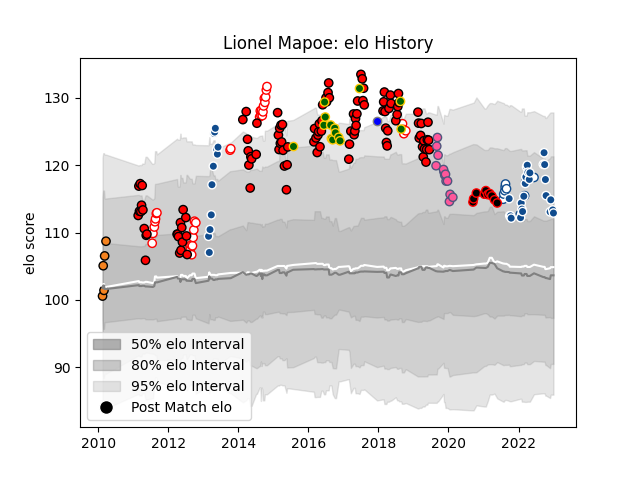 Lionel Mapoe: elo History
elo score
130
120
110
100
90
50% elo Interval
80% elo Interval
95% elo Interval
Post Match elo
2010 2012 2014 2016 2018 2020 2022